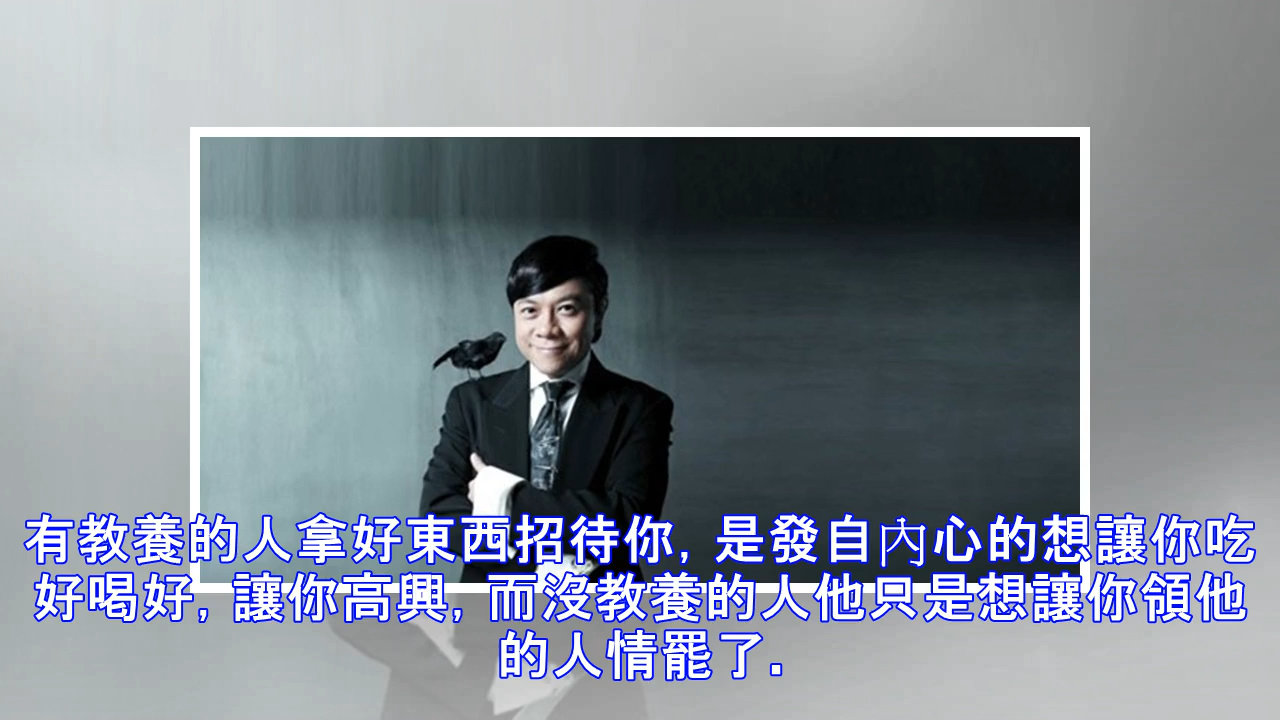 有教養的人拿好東西招待你, 是發自內心的想讓你吃
好喝好, 讓你高興, 而沒教養的人他只是想讓你領他
的人情罷了.